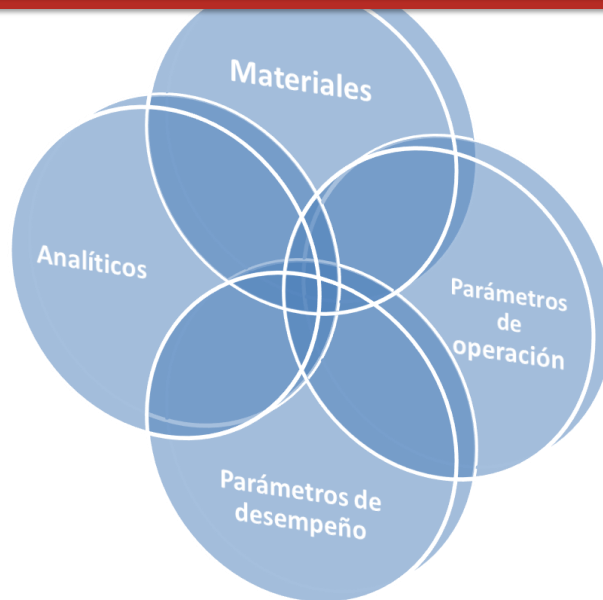 Materiales
Analíticos
Parámetros
de
operación
Parámetros de
desempeño